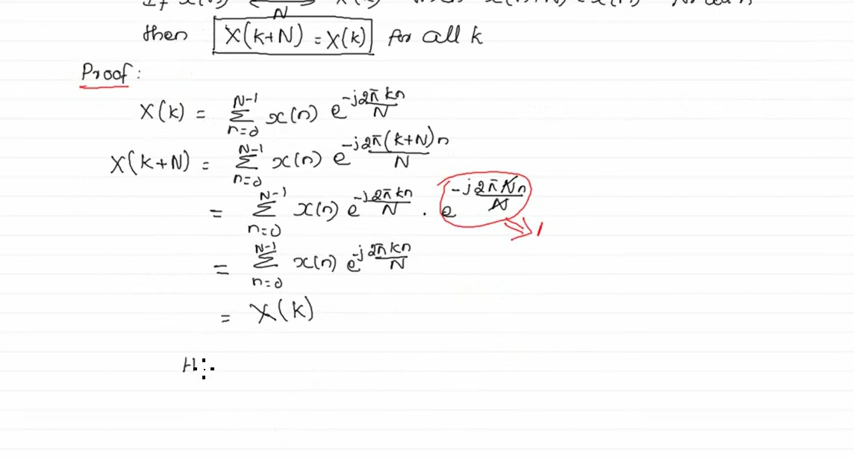 then X(k+N) = X(k) for all k
Proof:
X(k) = Σ_{n=0}^{N-1} x(n) e^{-j2πkn/N}
X(k+N) = Σ_{n=0}^{N-1} x(n) e^{-j2π(k+N)n/N}
= Σ_{n=0}^{N-1} x(n) e^{-j2πkn/N} . e^{-j2πNn/N} ⇒ 1
= Σ_{n=0}^{N-1} x(n) e^{-j2πkn/N}
= X(k)